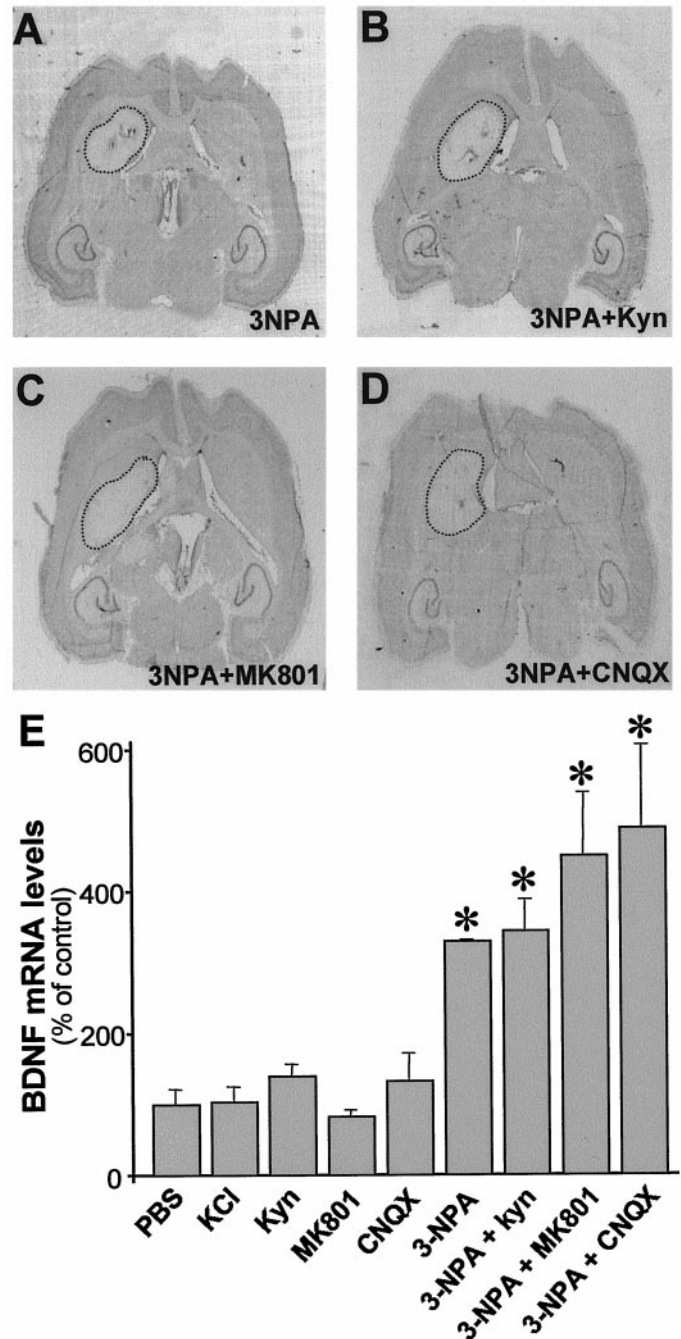 A
3NPA
B
3NPA+Kyn
C
3NPA+MK801
D
3NPA+CNQX
E
BDNF mRNA levels
(% of control)
600
400
200
0
* * * *
PBS
KCl
Kyn
MK801
CNQX
3-NPA
3-NPA + kyn
3-NPA + MK801
3-NPA + CNQX